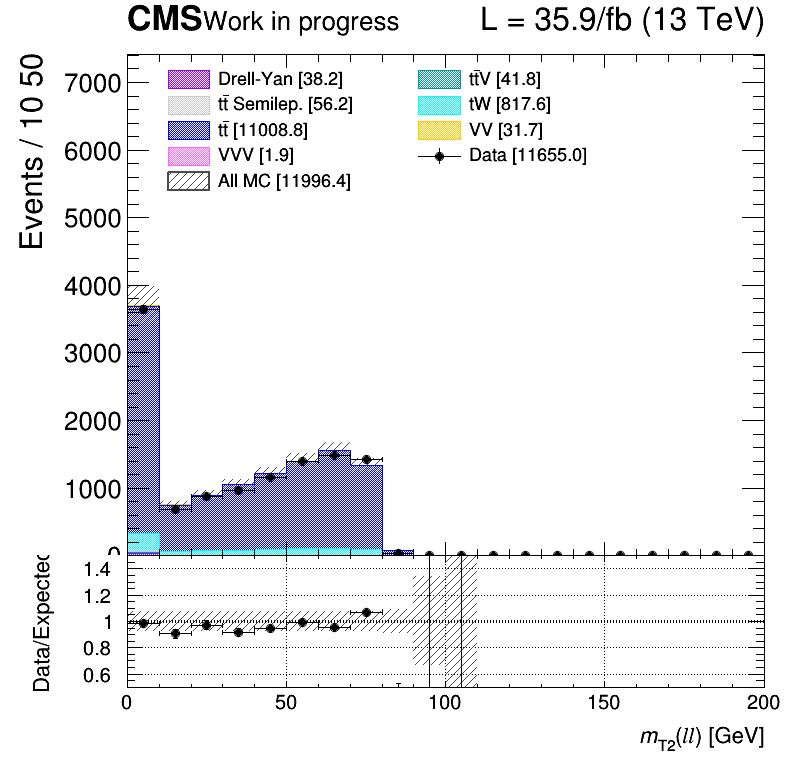 CMS Work in progress L = 35.9/fb (13 TeV)
Events / 10 50
7000
6000
5000
4000
3000
2000
1000
0
Drell-Yan [38.2]
tt̄ Semilep. [56.2]
tt̄ [11008.8]
VVV [1.9]
All MC [11996.4]
tt̄V [41.8]
tW [817.6]
VV [31.7]
Data [11655.0]
Data/Expected
1.4
1.2
1
0.8
0.6
0 50 100 150 200
m_T2(ll) [GeV]